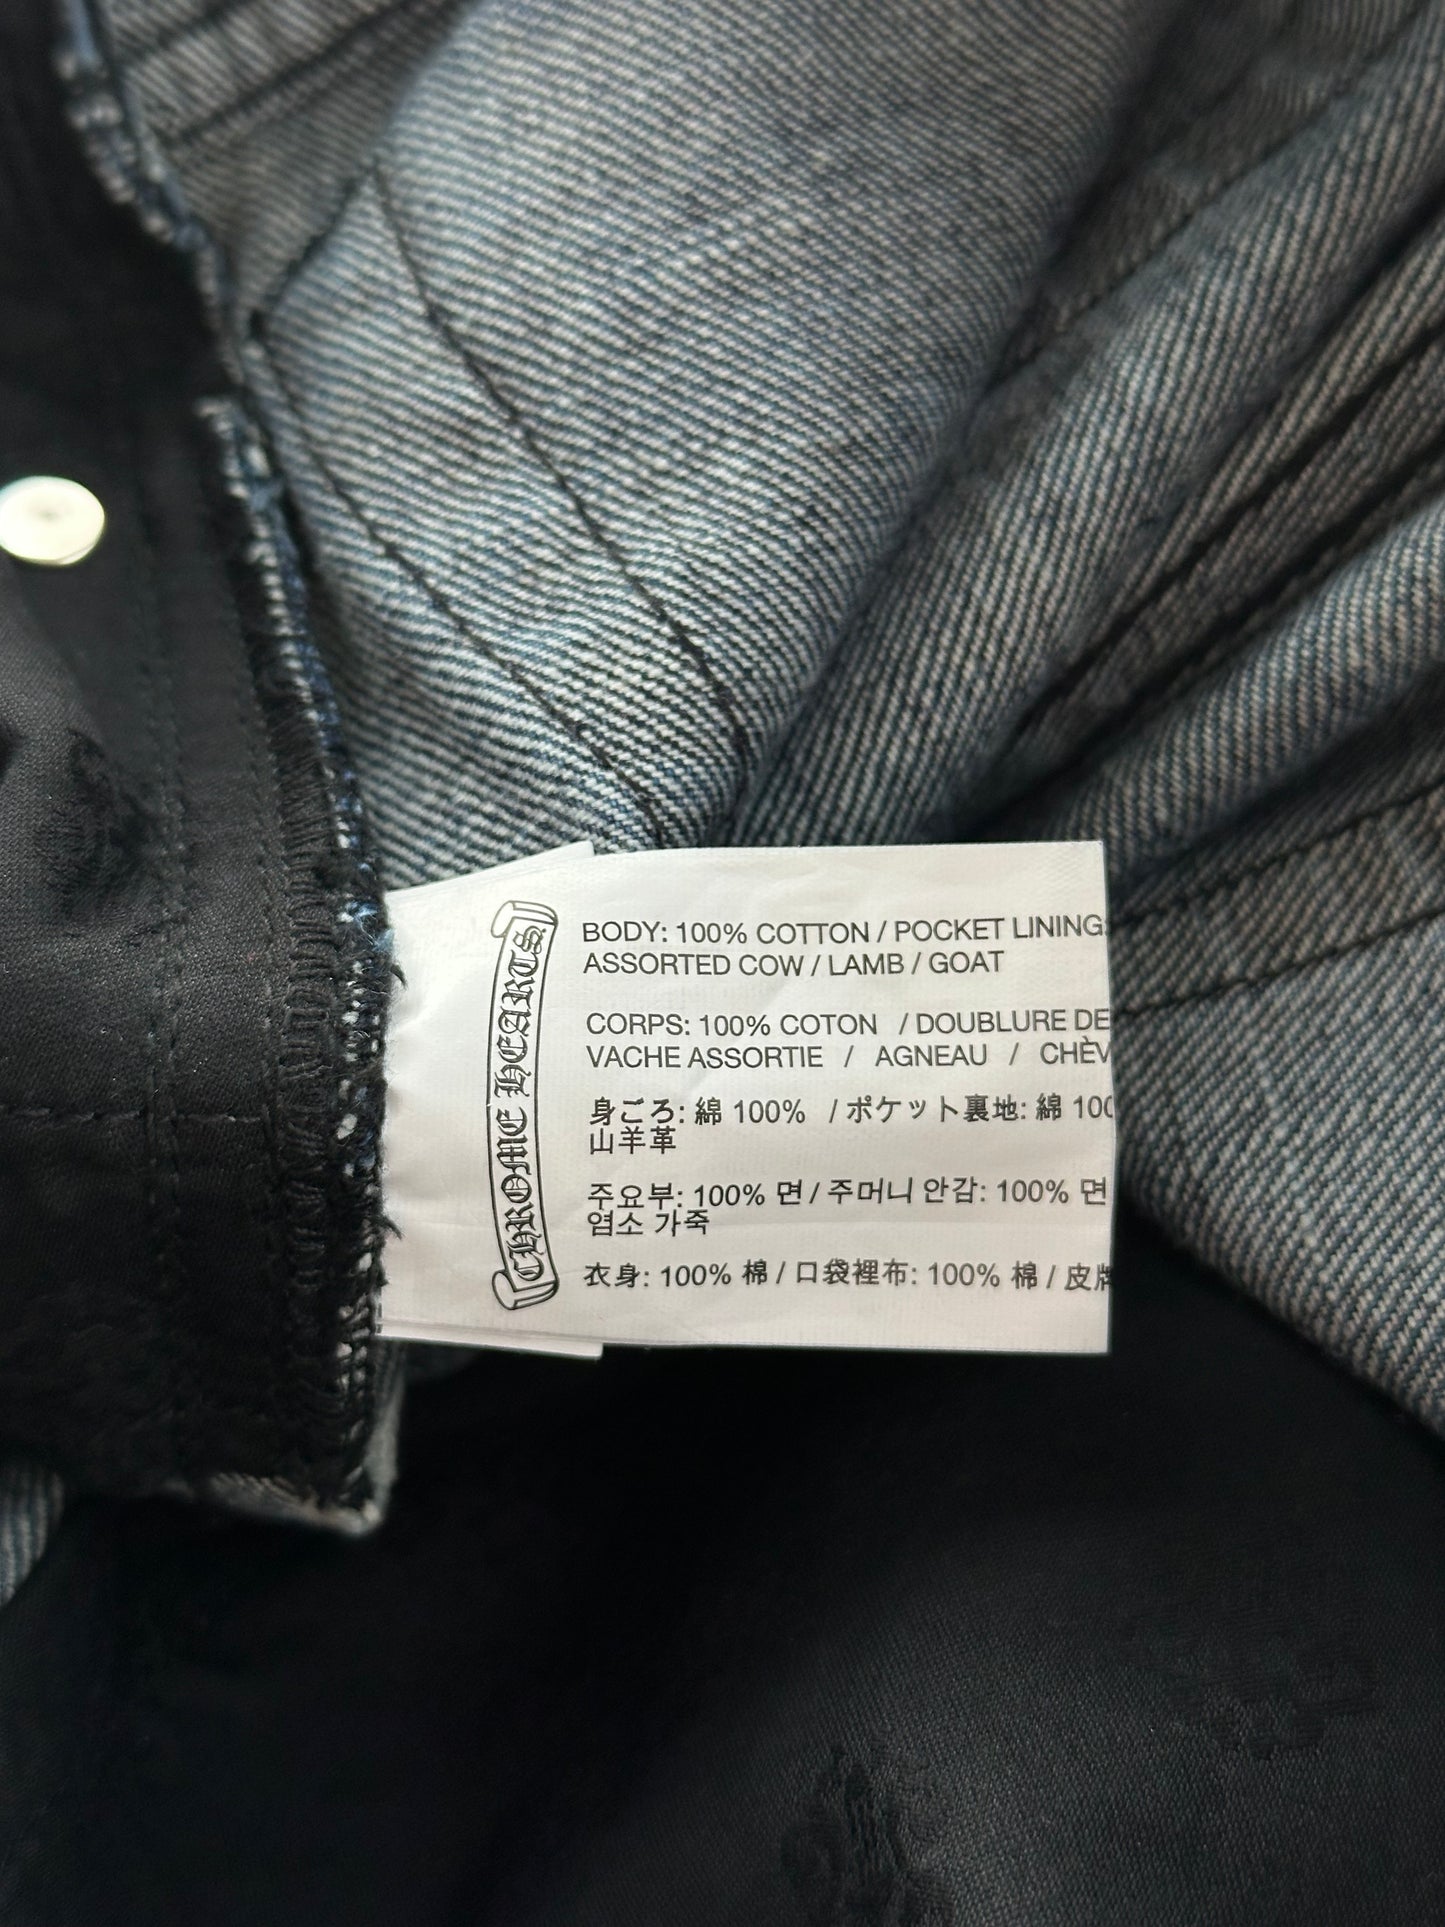 CHROME HEARTS
BODY: 100% COTTON / POCKET LINING:
ASSORTED COW / LAMB / GOAT
CORPS: 100% COTON / DOUBLURE DE
VACHE ASSORTIE / AGNEAU / CHÈV
身ごろ: 綿 100% / ポケット裏地: 綿 100
山羊革
주요부: 100% 면 / 주머니 안감: 100% 면
염소 가죽
衣身: 100% 棉 / 口袋裡布: 100% 棉 / 皮牌